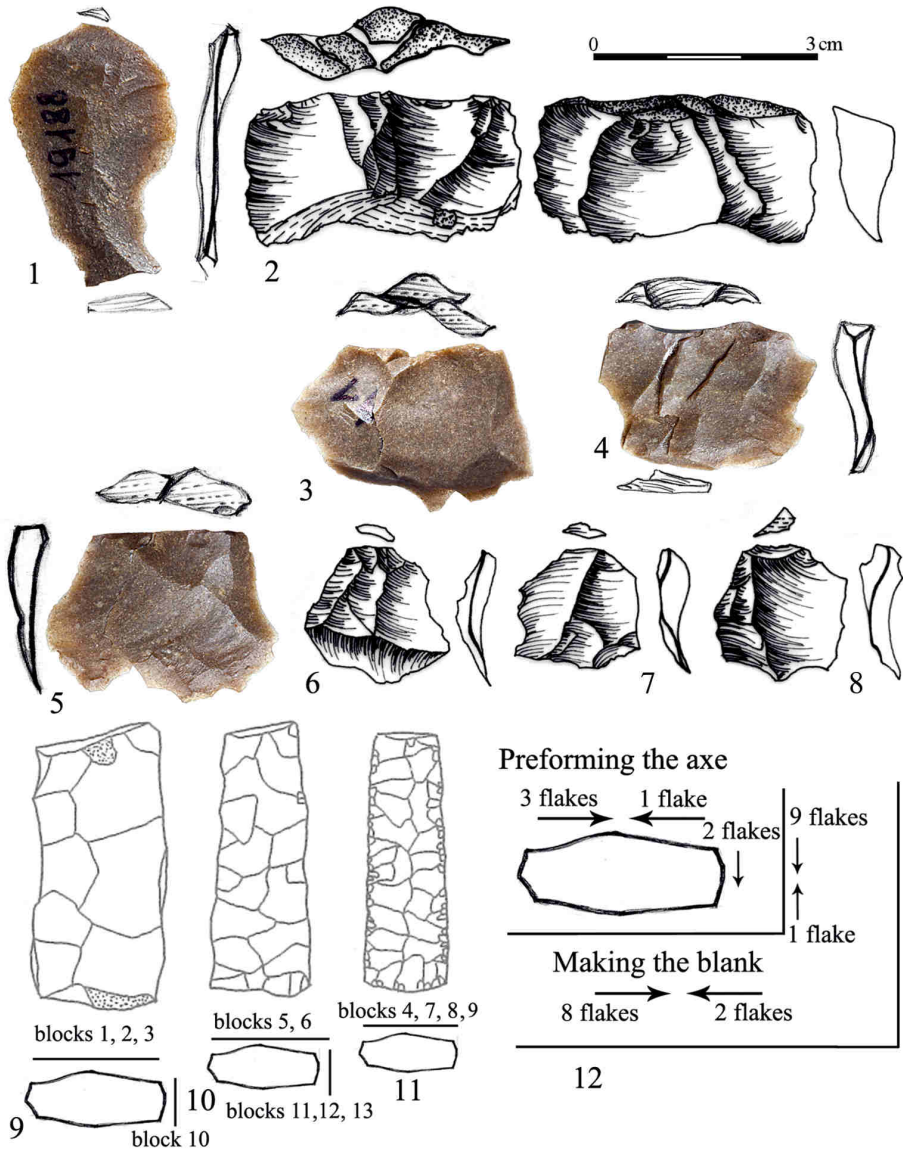 0
3 cm
19188
1
2
3
4
5
6
7
8
Preforming the axe
3 flakes
1 flake
2 flakes
9 flakes
1 flake
Making the blank
8 flakes
2 flakes
blocks 1, 2, 3
blocks 5, 6
blocks 4, 7, 8, 9
blocks 11,12, 13
block 10
9
10
11
12